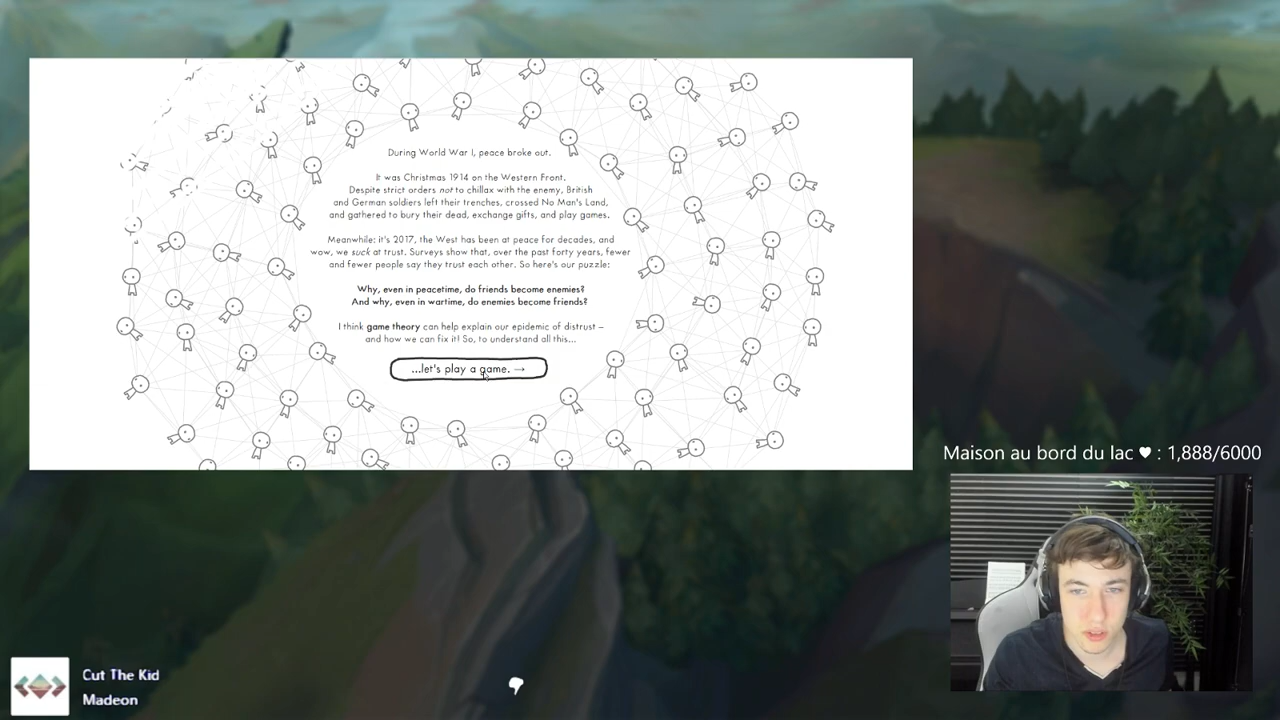 During World War I, peace broke out.
It was Christmas 1914 on the Western Front.
Despite strict orders not to chillax with the enemy, British
and German soldiers left their trenches, crossed No Man's Land,
and gathered to bury their dead, exchange gifts, and play games.
Meanwhile: it's 2017, the West has been at peace for decades, and
wow, we suck at trust. Surveys show that, over the past forty years, fewer
and fewer people say they trust each other. So here's our puzzle:
Why, even in peacetime, do friends become enemies?
And why, even in wartime, do enemies become friends?
I think game theory can help explain our epidemic of distrust –
and how we can fix it! So, to understand all this...
...let's play a game. →
Maison au bord du lac ♥ : 1,888/6000
Cut The Kid
Madeon